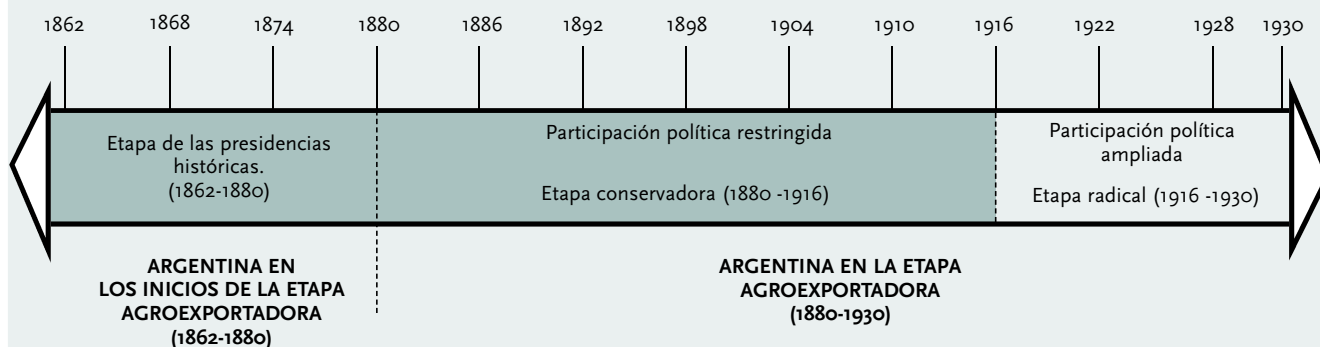 1862 1868 1874 1880 1886 1892 1898 1904 1910 1916 1922 1928 1930
Etapa de las presidencias
históricas.
(1862-1880)
Participación política restringida
Etapa conservadora (1880 -1916)
Participación política
ampliada
Etapa radical (1916 -1930)
ARGENTINA EN
LOS INICIOS DE LA ETAPA
AGROEXPORTADORA
(1862-1880)
ARGENTINA EN LA ETAPA
AGROEXPORTADORA
(1880-1930)